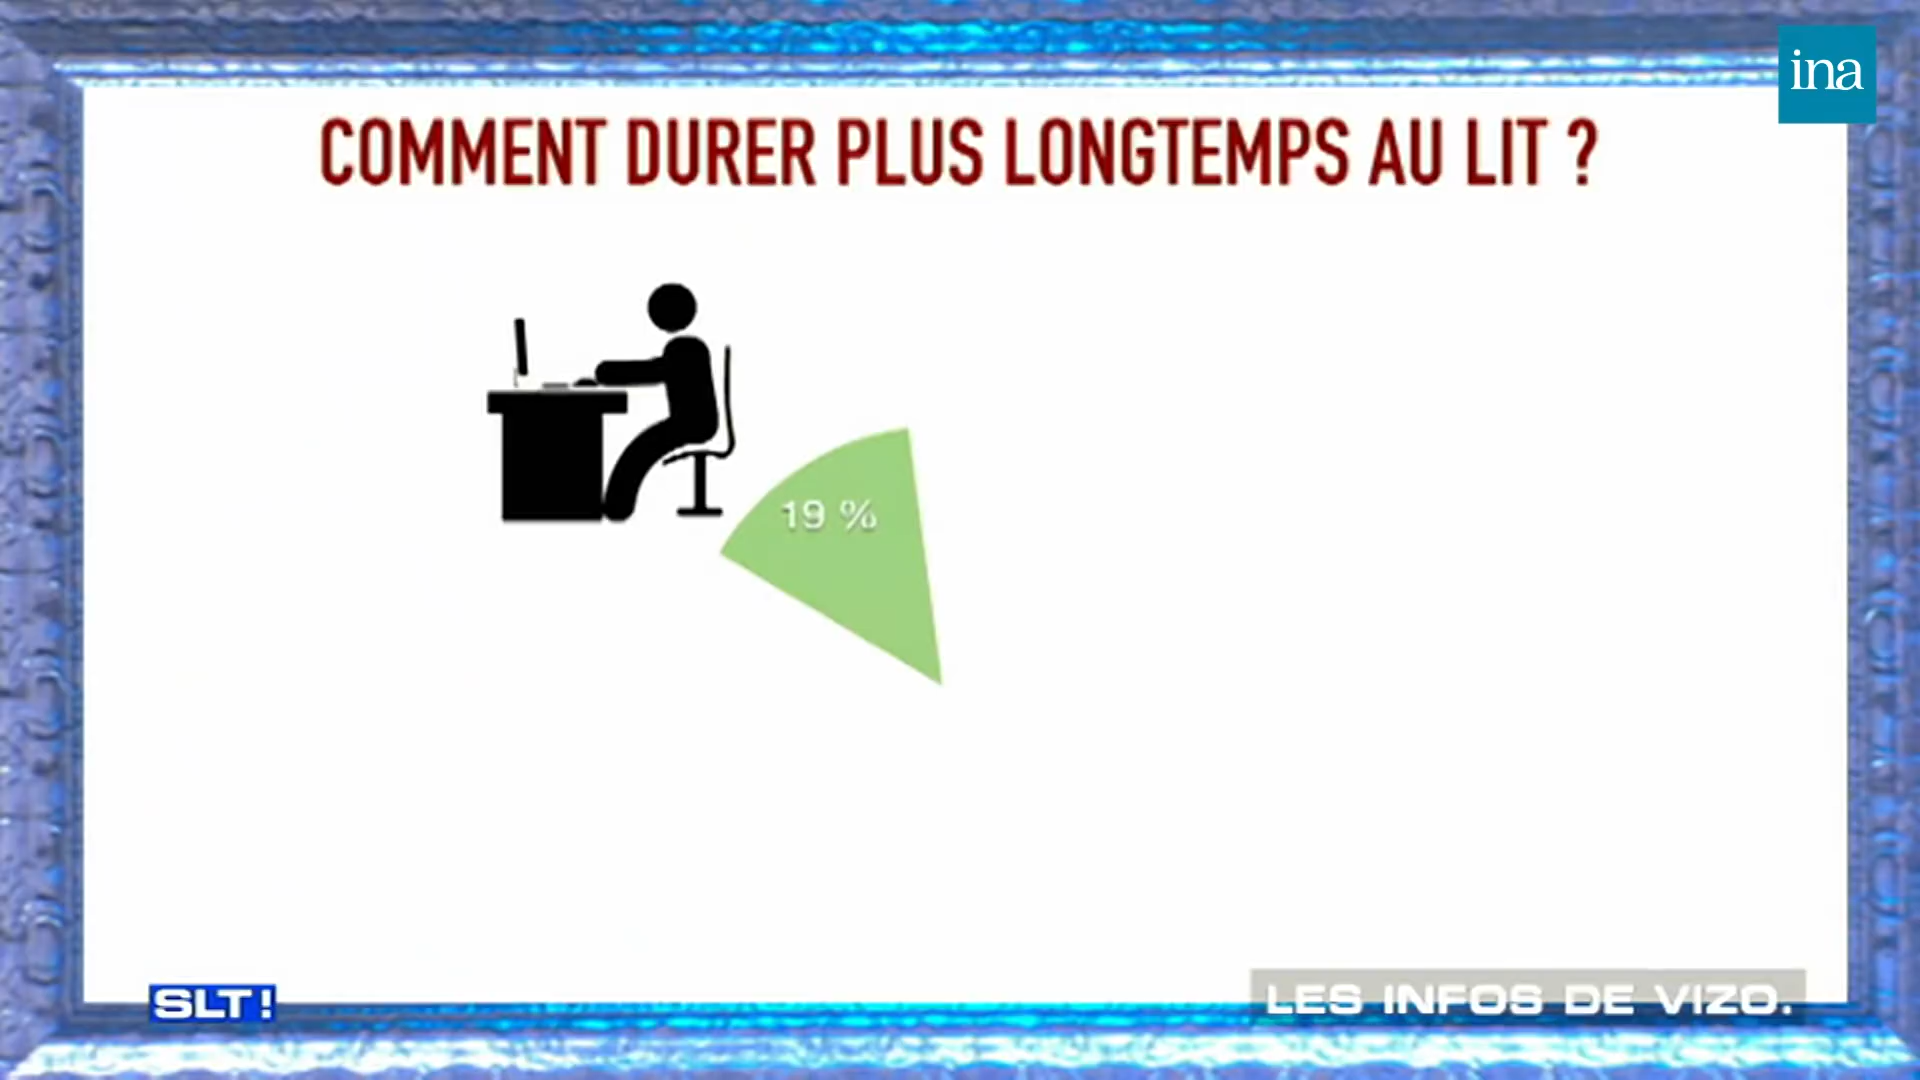 ina
COMMENT DURER PLUS LONGTEMPS AU LIT ?
19 %
SLT!
LES INFOS DE VIZO.